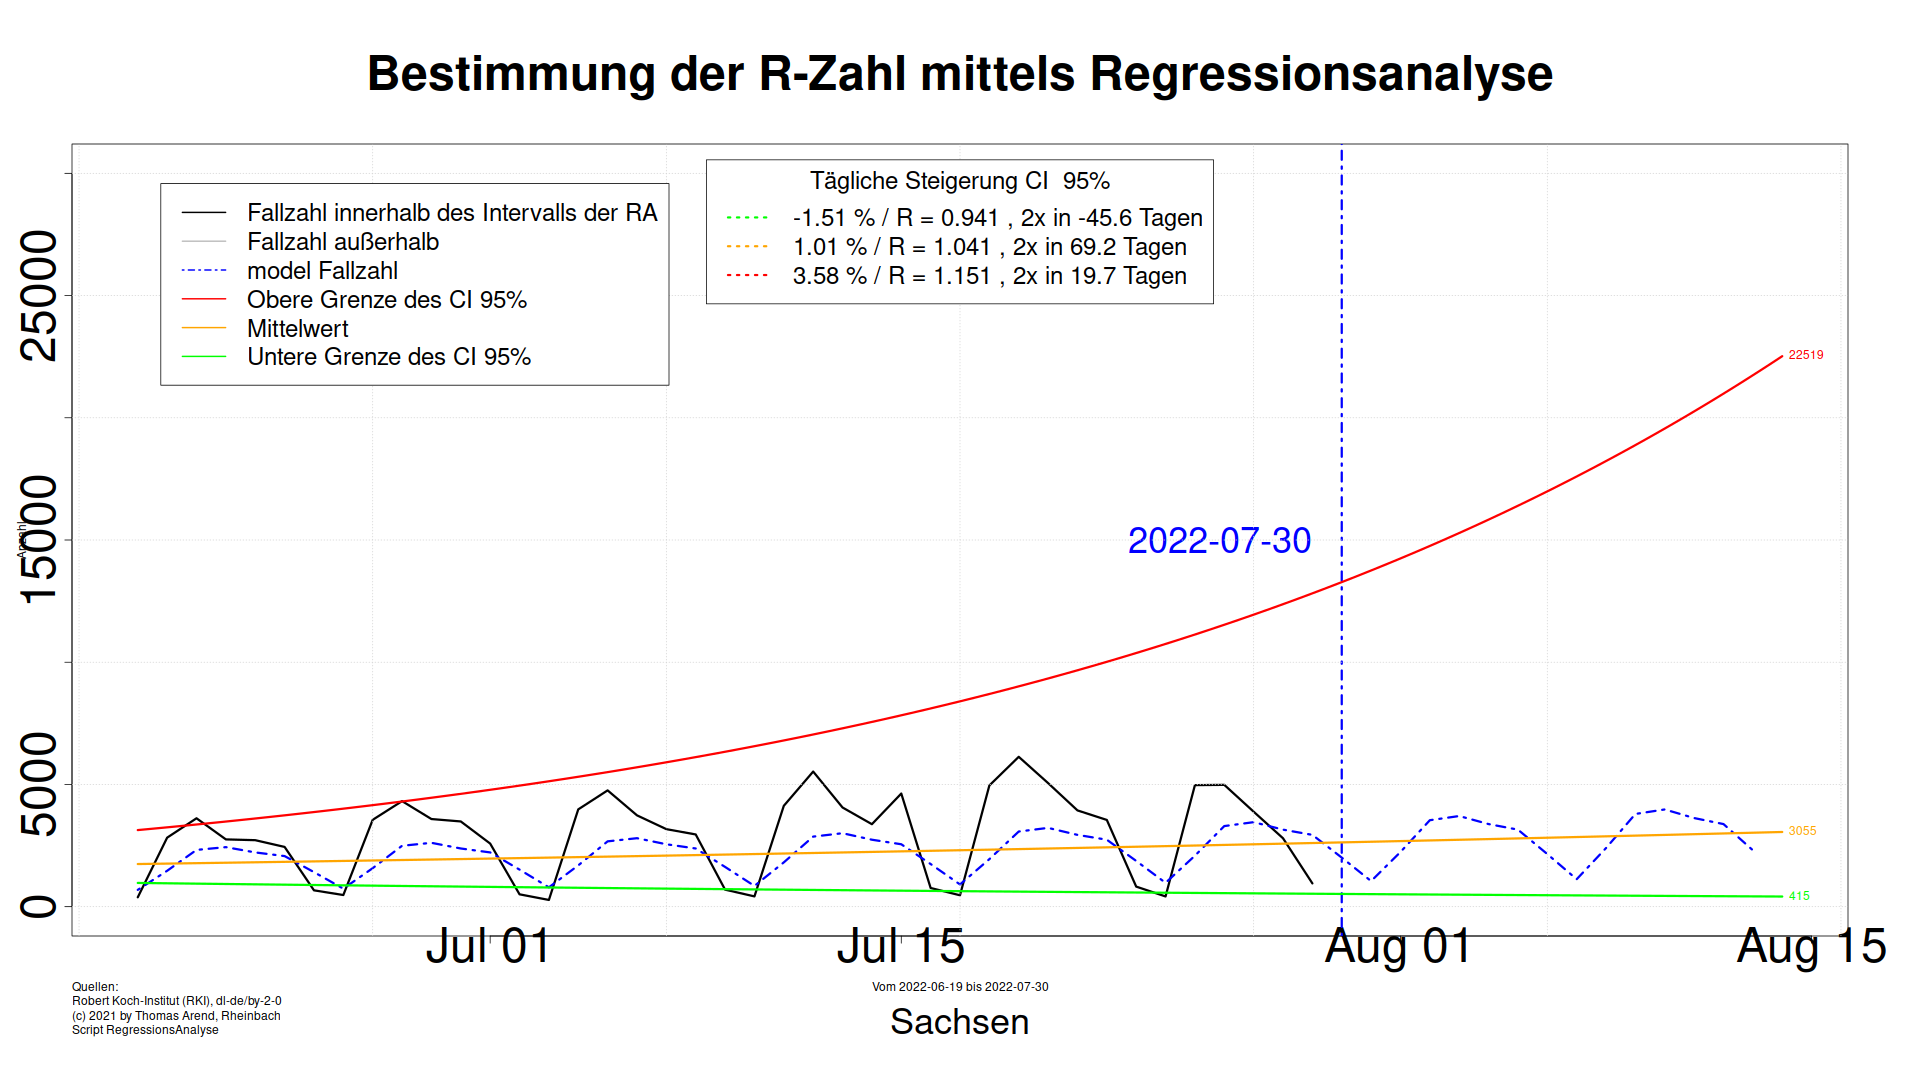 Bestimmung der R-Zahl mittels Regressionsanalyse
Fallzahl innerhalb des Intervalls der RA
Fallzahl außerhalb
model Fallzahl
Obere Grenze des CI 95%
Mittelwert
Untere Grenze des CI 95%
Tägliche Steigerung CI  95%
-1.51 % / R = 0.941 , 2x in -45.6 Tagen
1.01 % / R = 1.041 , 2x in 69.2 Tagen
3.58 % / R = 1.151 , 2x in 19.7 Tagen
25000
15000
5000
0
Anzahl
2022-07-30
22519
3055
415
Jul 01
Jul 15
Aug 01
Aug 15
Quellen:
Robert Koch-Institut (RKI), dl-de/by-2-0
(c) 2021 by Thomas Arend, Rheinbach
Script RegressionsAnalyse
Vom 2022-06-19 bis 2022-07-30
Sachsen